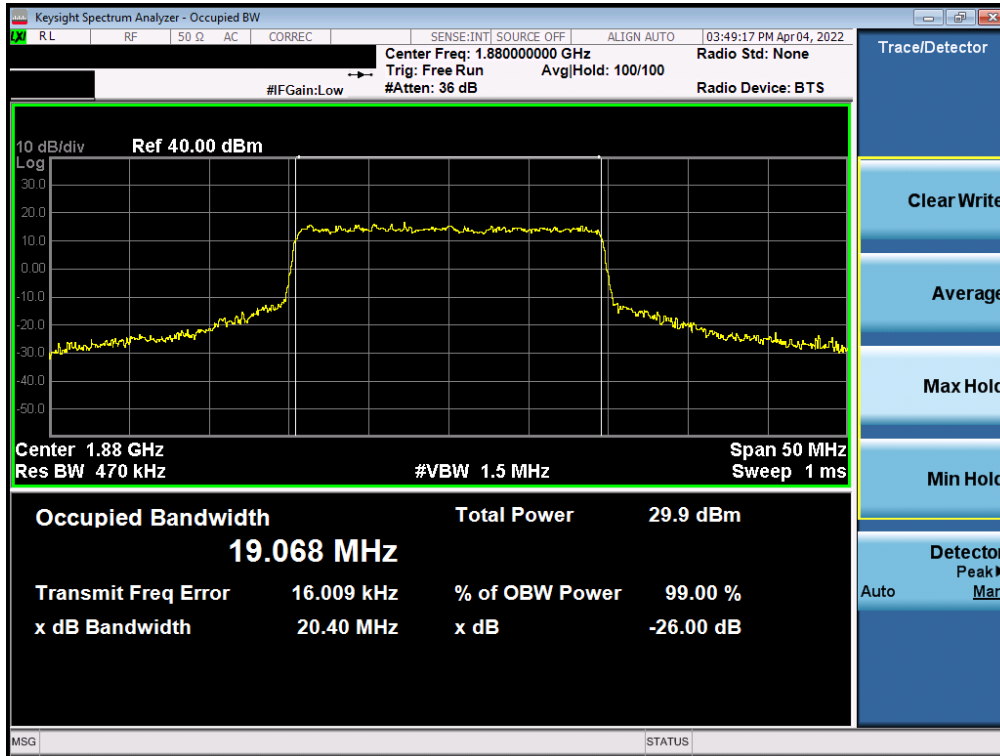 Keysight Spectrum Analyzer - Occupied BW
LXI RL RF 50 Ω AC CORREC SENSE:INT SOURCE OFF ALIGN AUTO 03:49:17 PM Apr 04, 2022
Center Freq: 1.880000000 GHz Radio Std: None
Trig: Free Run Avg|Hold: 100/100
#IFGain:Low #Atten: 36 dB Radio Device: BTS
10 dB/div Ref 40.00 dBm
Log
30.0
20.0
10.0
0.00
-10.0
-20.0
-30.0
-40.0
-50.0
Center 1.88 GHz Span 50 MHz
Res BW 470 kHz #VBW 1.5 MHz Sweep 1 ms
Occupied Bandwidth Total Power 29.9 dBm
19.068 MHz
Transmit Freq Error 16.009 kHz % of OBW Power 99.00 %
x dB Bandwidth 20.40 MHz x dB -26.00 dB
MSG STATUS
Trace/Detector
Clear Write
Average
Max Hold
Min Hold
Detector
Peak
Auto Man